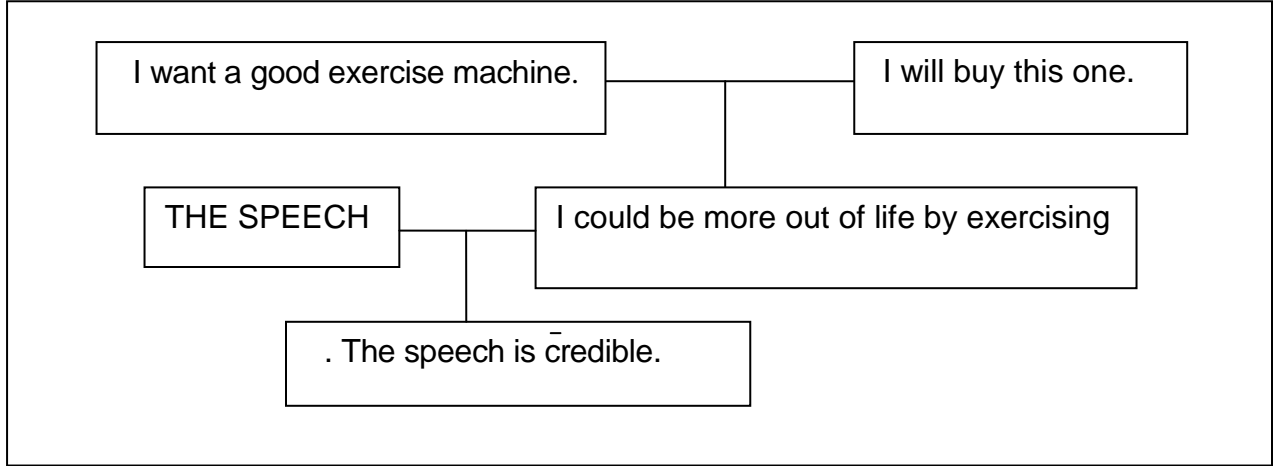 I want a good exercise machine.
I will buy this one.
THE SPEECH
I could be more out of life by exercising
. The speech is credible.